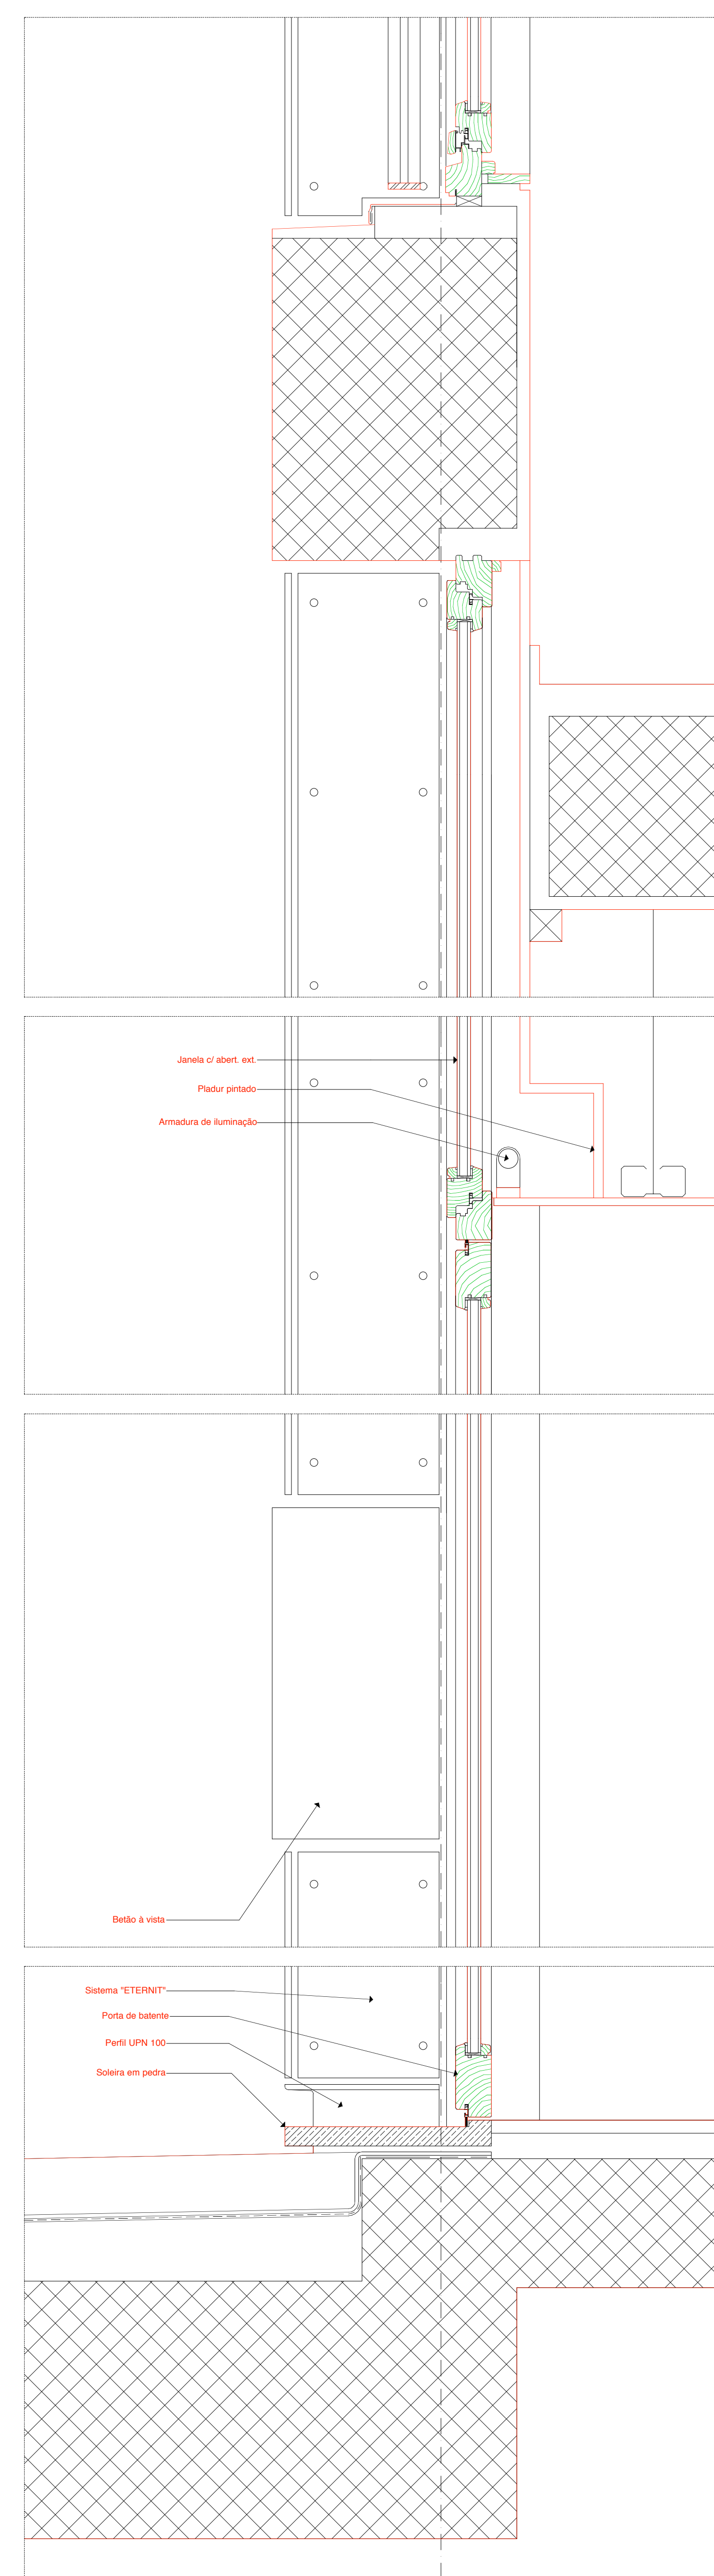 Janela c/ abert. ext.
Pladur pintado
Armadura de iluminação
Betão à vista
Sistema "ETERNIT"
Porta de batente
Perfil UPN 100
Soleira em pedra